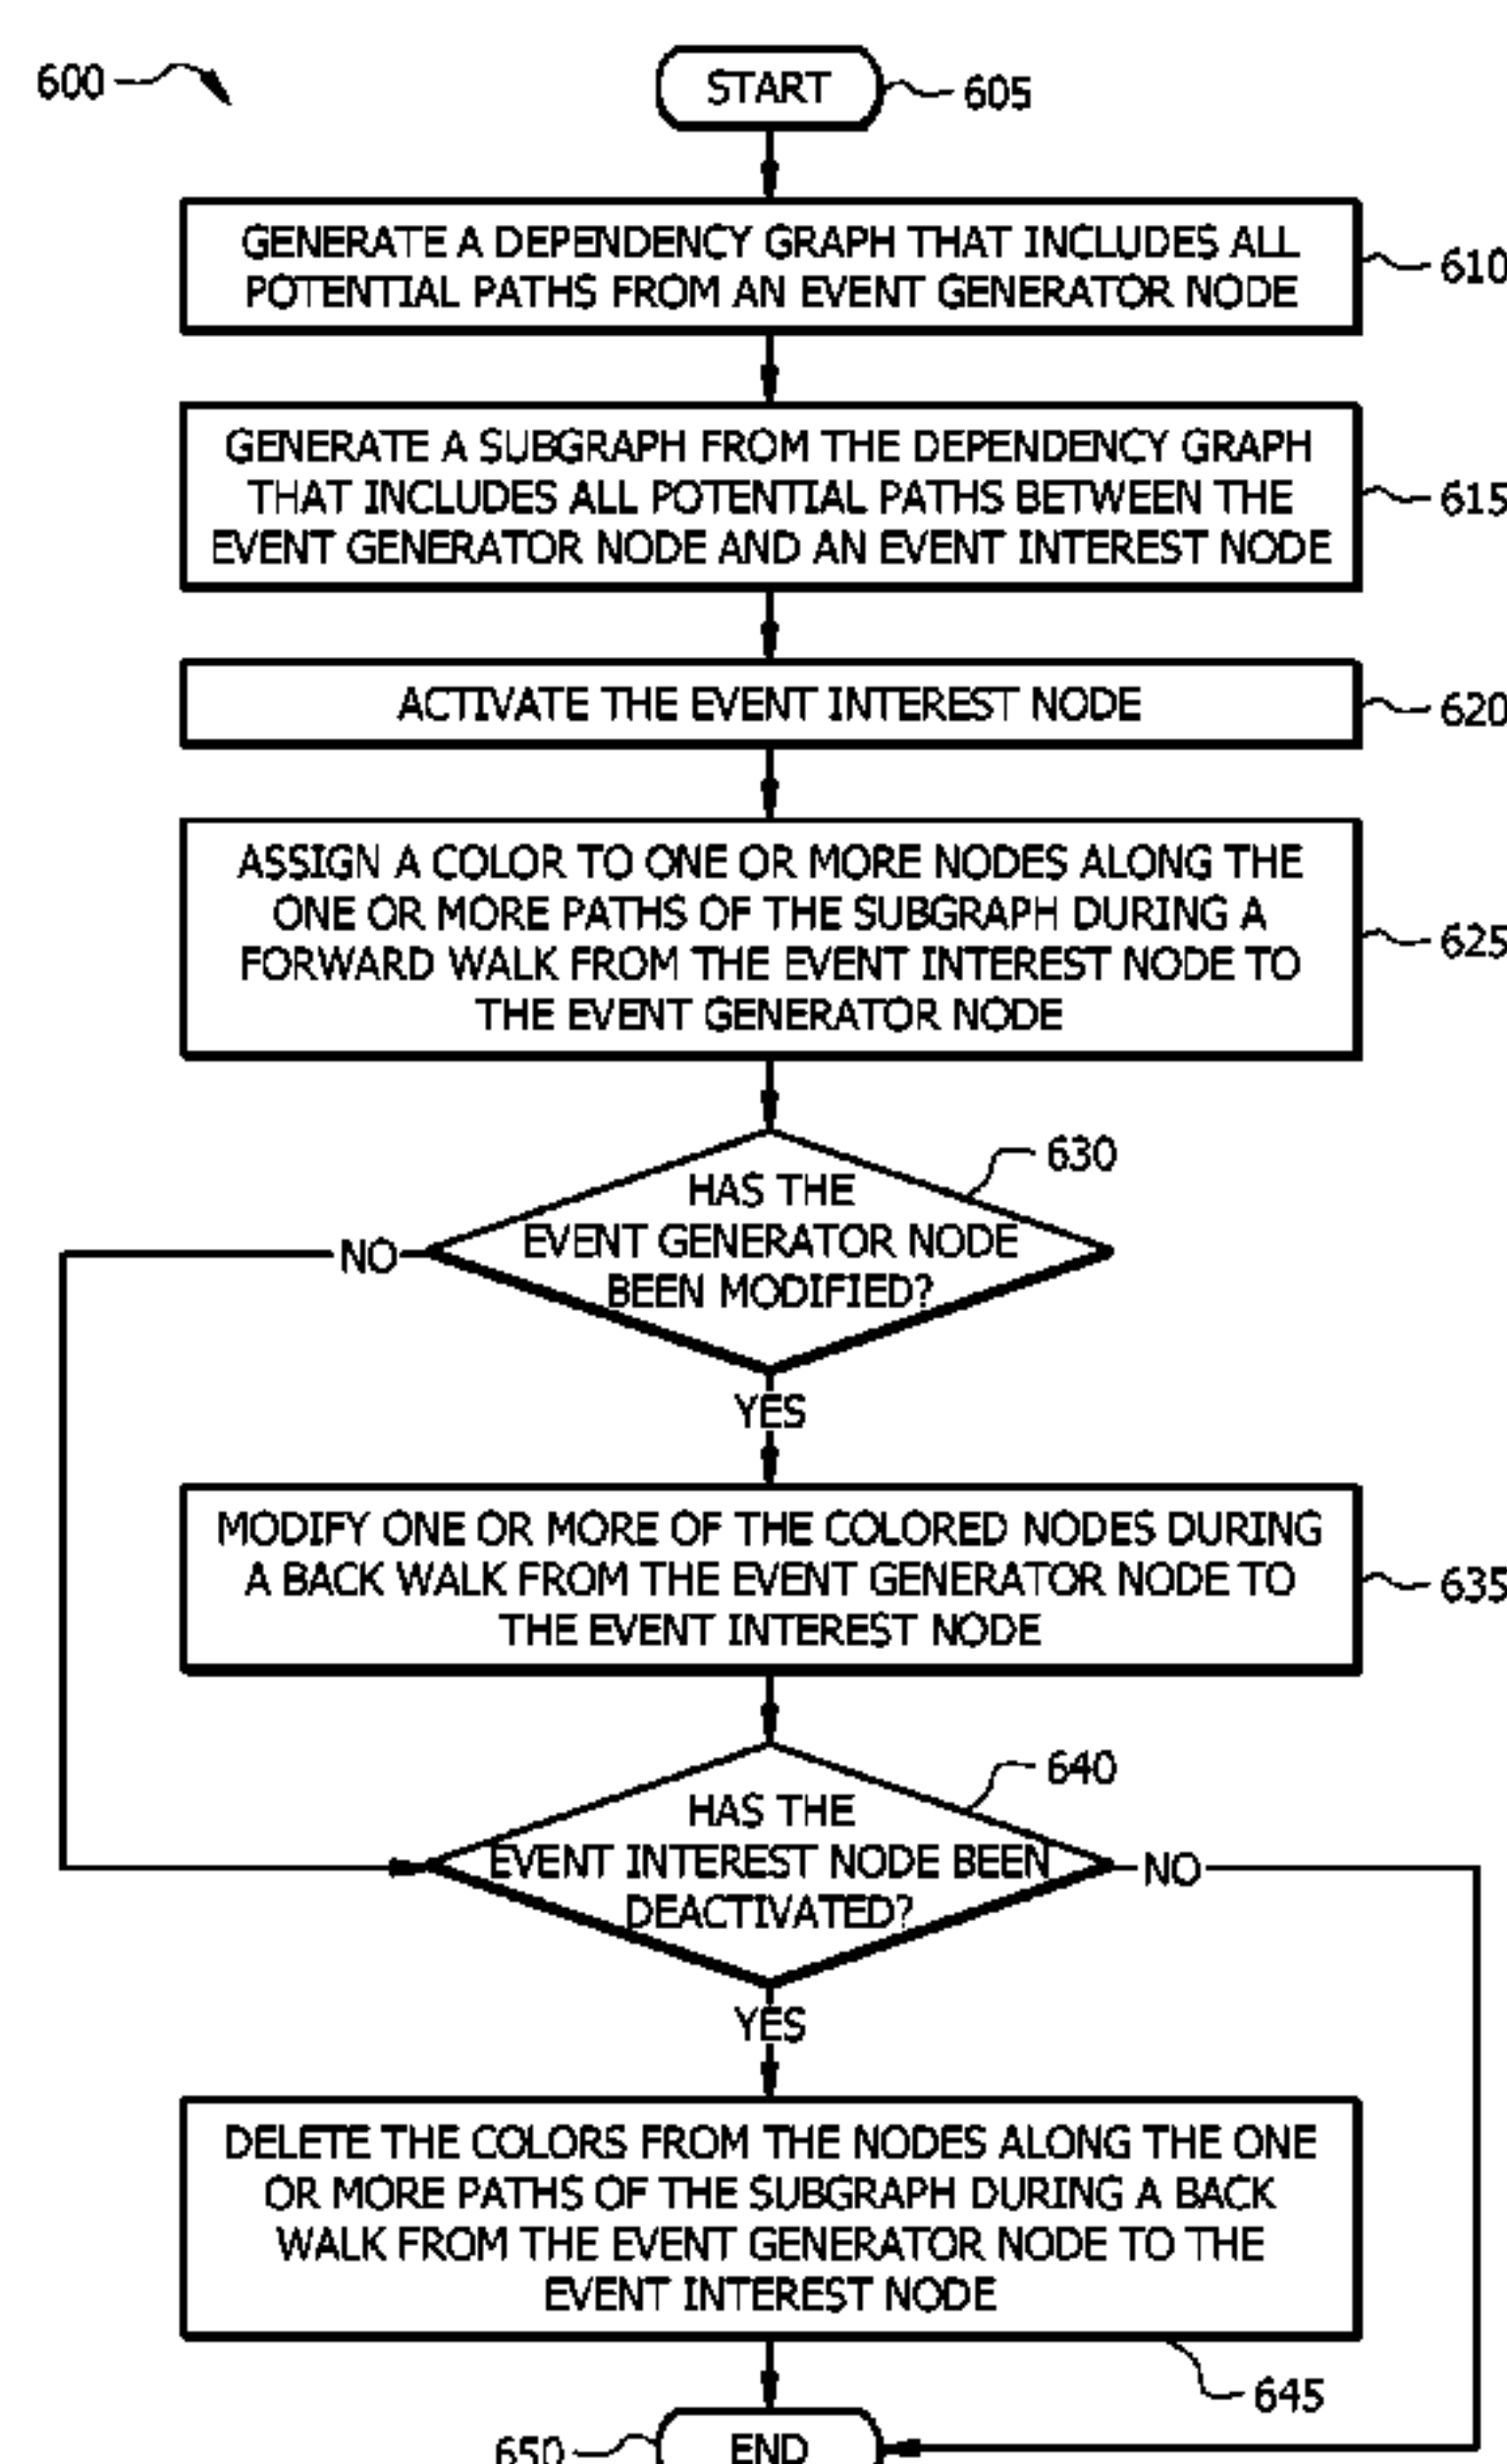 600
START
605
GENERATE A DEPENDENCY GRAPH THAT INCLUDES ALL
POTENTIAL PATHS FROM AN EVENT GENERATOR NODE
610
GENERATE A SUBGRAPH FROM THE DEPENDENCY GRAPH
THAT INCLUDES ALL POTENTIAL PATHS BETWEEN THE
EVENT GENERATOR NODE AND AN EVENT INTEREST NODE
615
ACTIVATE THE EVENT INTEREST NODE
620
ASSIGN A COLOR TO ONE OR MORE NODES ALONG THE
ONE OR MORE PATHS OF THE SUBGRAPH DURING A
FORWARD WALK FROM THE EVENT INTEREST NODE TO
THE EVENT GENERATOR NODE
625
630
HAS THE
EVENT GENERATOR NODE
BEEN MODIFIED?
NO
YES
MODIFY ONE OR MORE OF THE COLORED NODES DURING
A BACK WALK FROM THE EVENT GENERATOR NODE TO
THE EVENT INTEREST NODE
635
640
HAS THE
EVENT INTEREST NODE BEEN
DEACTIVATED?
NO
YES
DELETE THE COLORS FROM THE NODES ALONG THE ONE
OR MORE PATHS OF THE SUBGRAPH DURING A BACK
WALK FROM THE EVENT GENERATOR NODE TO THE
EVENT INTEREST NODE
645
650
END